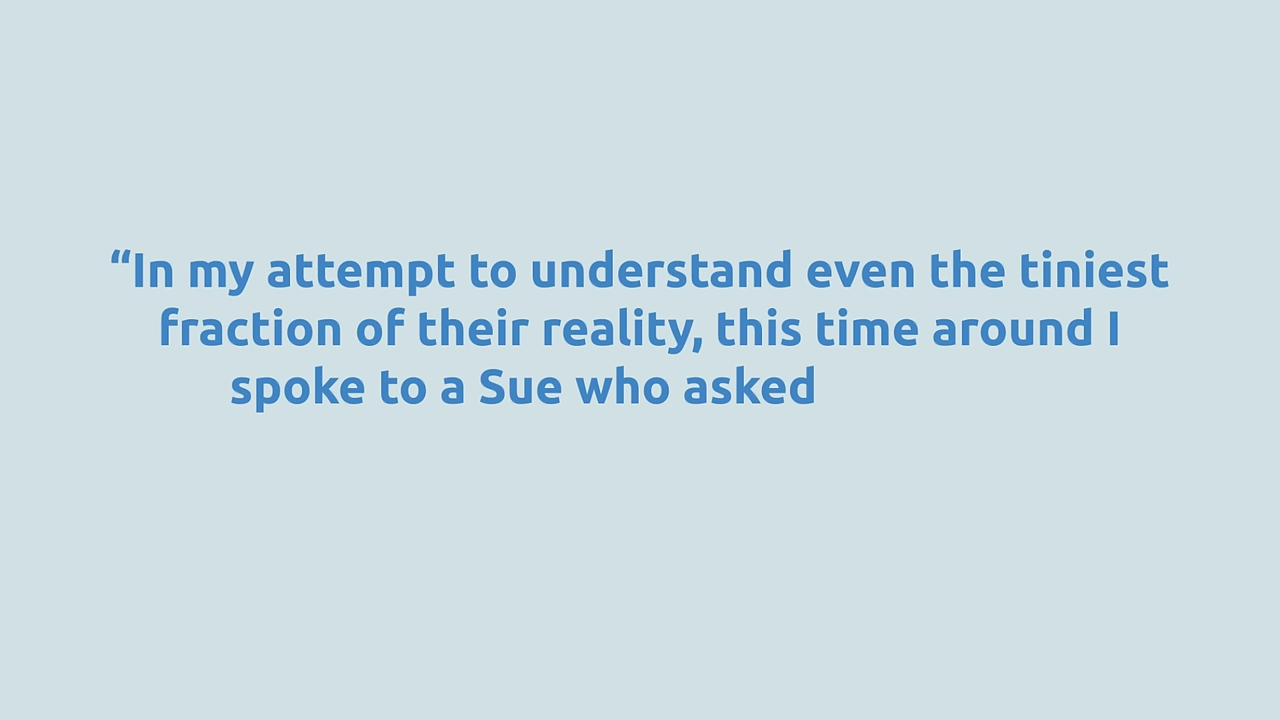 “In my attempt to understand even the tiniest
fraction of their reality, this time around I
spoke to a Sue who asked